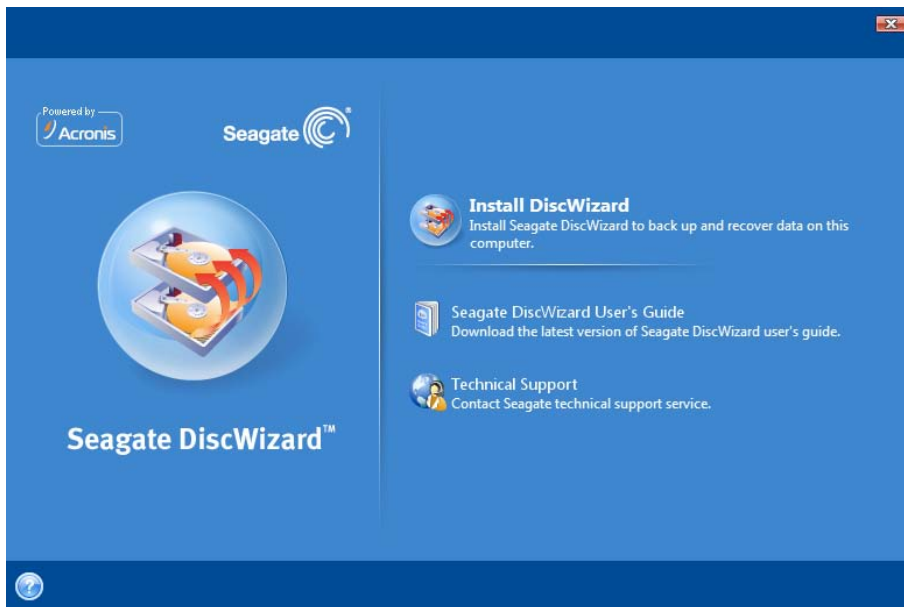 Powered by
Acronis
Seagate
Seagate DiscWizard™
Install DiscWizard
Install Seagate DiscWizard to back up and recover data on this
computer.
Seagate DiscWizard User's Guide
Download the latest version of Seagate DiscWizard user's guide.
Technical Support
Contact Seagate technical support service.
?